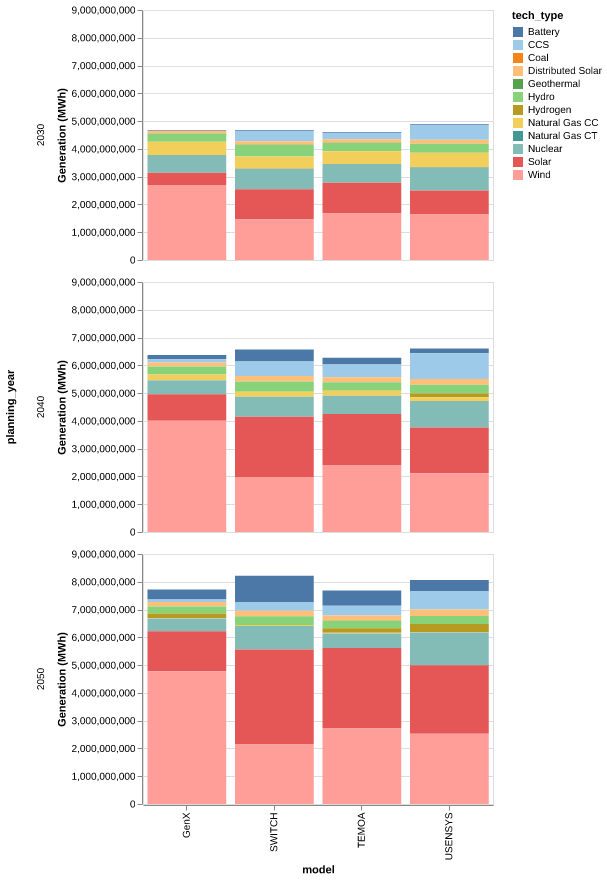 tech_type
Battery
CCS
Coal
Distributed Solar
Geothermal
Hydro
Hydrogen
Natural Gas CC
Natural Gas CT
Nuclear
Solar
Wind
planning_year
2030
Generation (MWh)
9,000,000,000
8,000,000,000
7,000,000,000
6,000,000,000
5,000,000,000
4,000,000,000
3,000,000,000
2,000,000,000
1,000,000,000
0
2040
Generation (MWh)
9,000,000,000
8,000,000,000
7,000,000,000
6,000,000,000
5,000,000,000
4,000,000,000
3,000,000,000
2,000,000,000
1,000,000,000
0
2050
Generation (MWh)
9,000,000,000
8,000,000,000
7,000,000,000
6,000,000,000
5,000,000,000
4,000,000,000
3,000,000,000
2,000,000,000
1,000,000,000
0
GenX
SWITCH
TEMOA
USENSYS
model